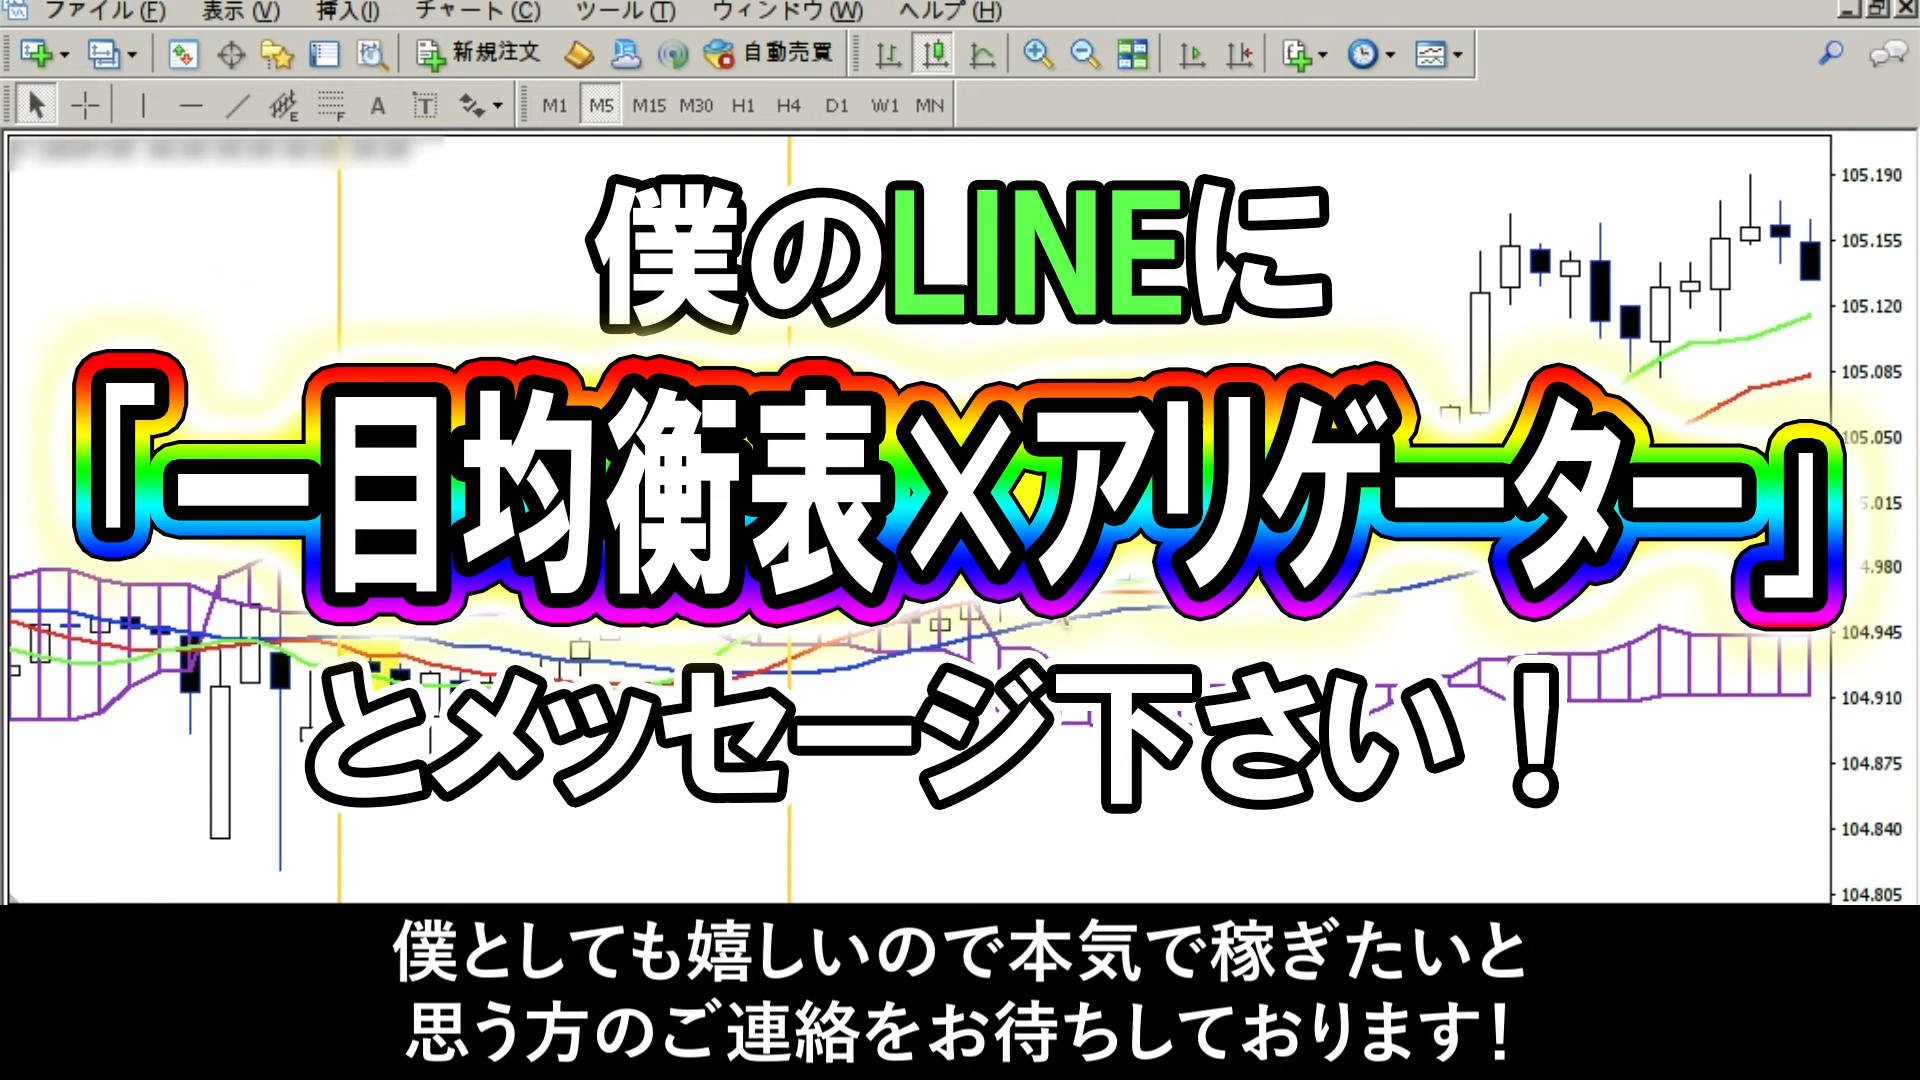 ファイル(F) 表示(V) 挿入(I) チャート(C) ツール(T) ウィンドウ(W) ヘルプ(H)
新規注文 自動売買
A T E F M1 M5 M15 M30 H1 H4 D1 W1 MN
僕のLINEに
「一目均衡表×アリゲーター」
とメッセージ下さい!
105.190
105.155
105.120
105.085
105.050
5.015
4.980
104.945
104.910
104.875
104.840
104.805
僕としても嬉しいので本気で稼ぎたいと
思う方のご連絡をお待ちしております!